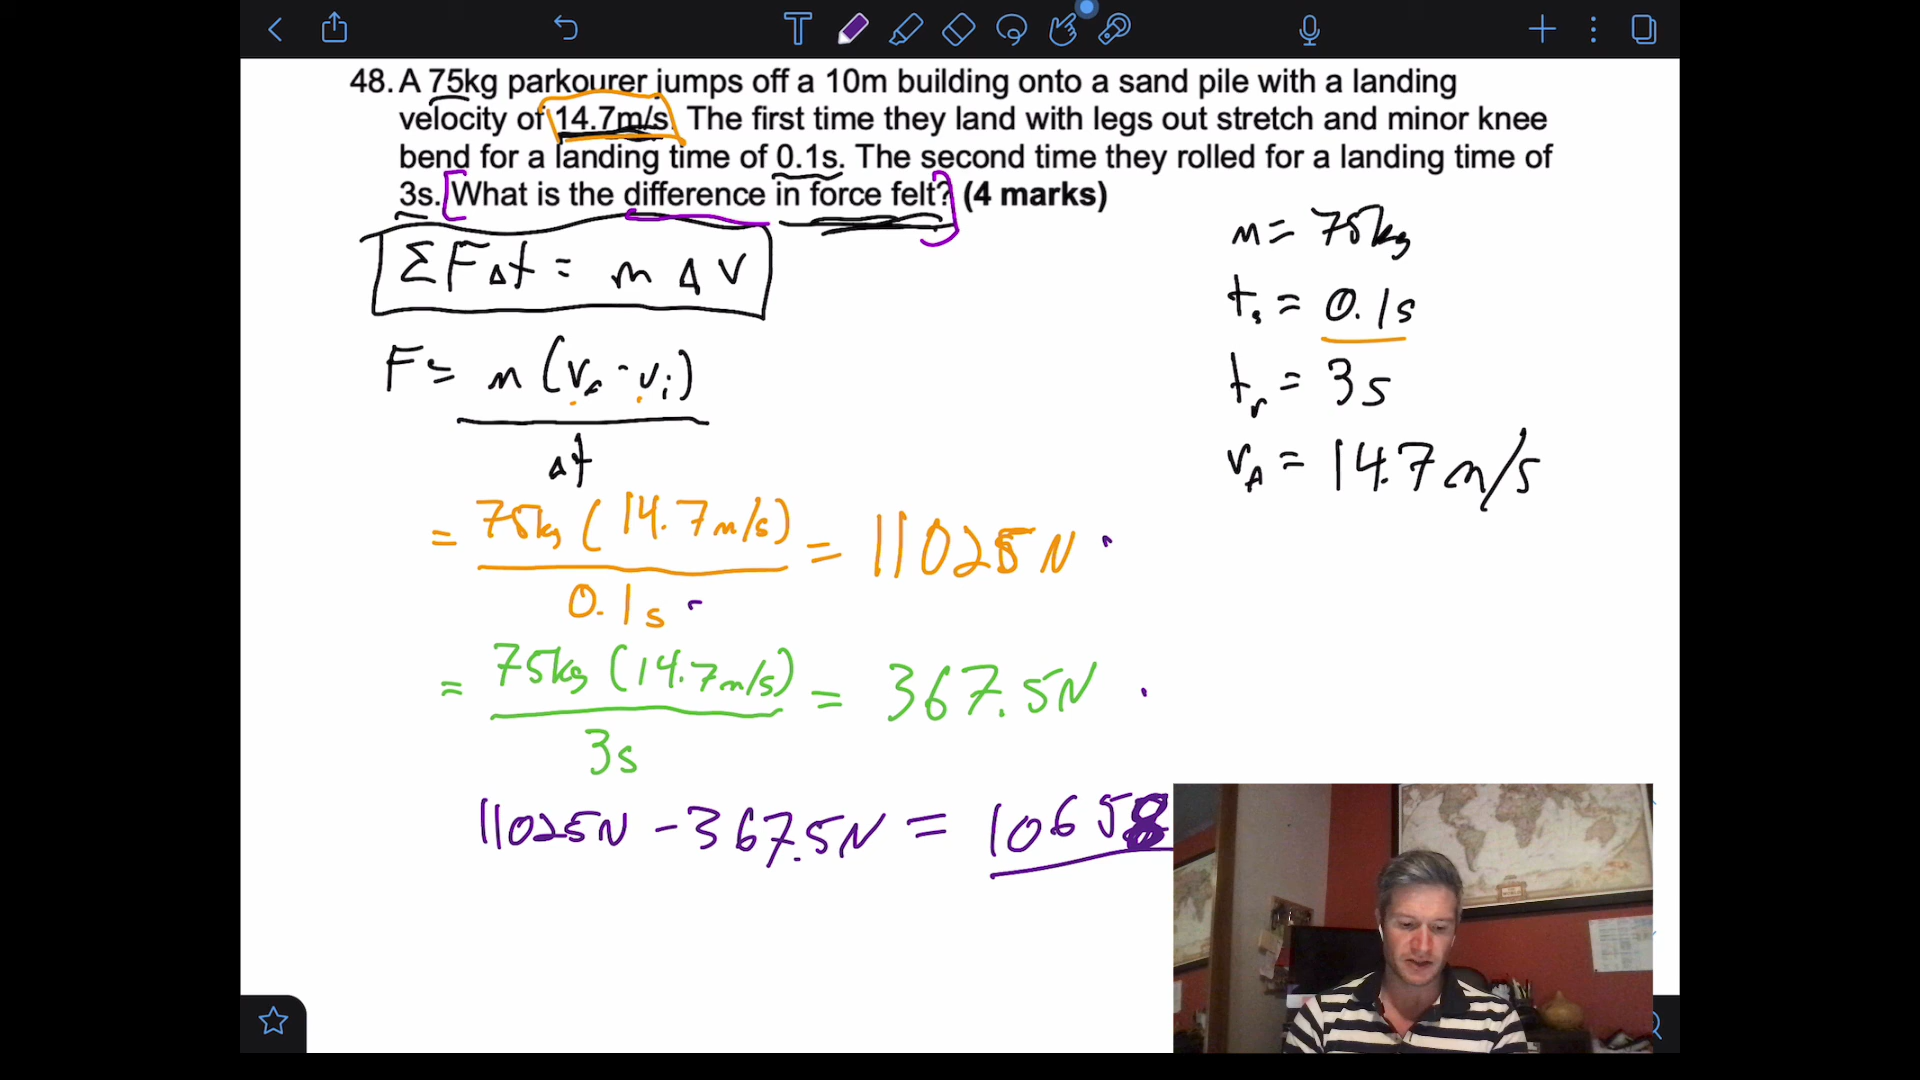 48. A 75kg parkourer jumps off a 10m building onto a sand pile with a landing
velocity of 14.7m/s. The first time they land with legs out stretch and minor knee
bend for a landing time of 0.1s. The second time they rolled for a landing time of
3s. What is the difference in force felt? (4 marks)
ΣFΔt = mΔv
m = 75kg
t₁ = 0.1s
F = m(vf - vi)
Δt
tr = 3s
vA = 14.7m/s
= 75kg (14.7m/s) = 11025N
0.1s
= 75kg (14.7m/s) = 367.5N
3s
11025N - 367.5N = 10658